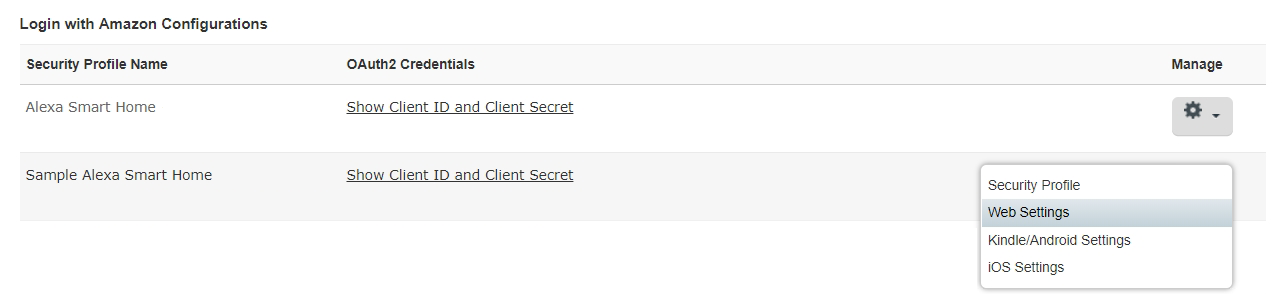 Login with Amazon Configurations
Security Profile Name OAuth2 Credentials Manage
Alexa Smart Home Show Client ID and Client Secret
Sample Alexa Smart Home Show Client ID and Client Secret
Security Profile
Web Settings
Kindle/Android Settings
iOS Settings